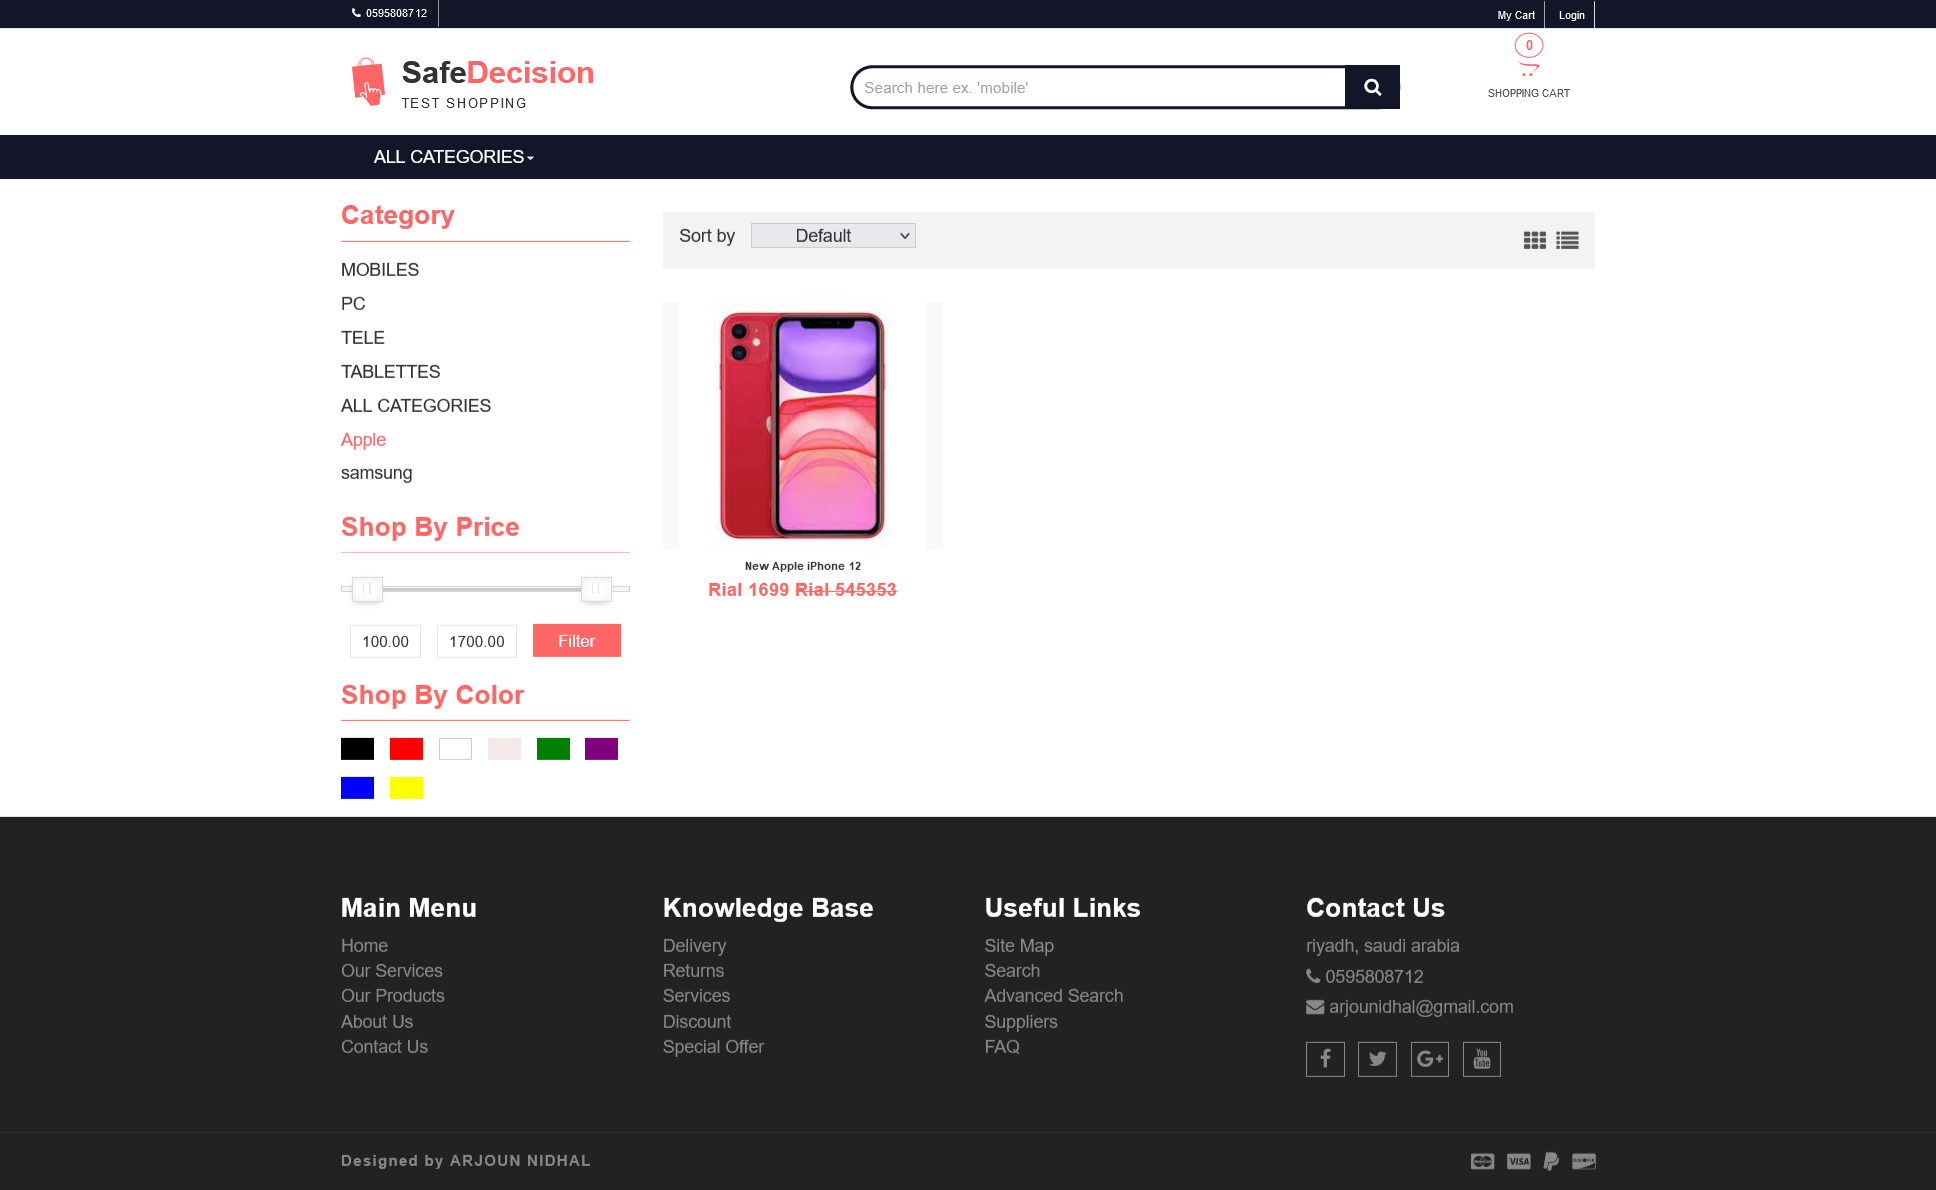 0595808712
My Cart
Login
SafeDecision
TEST SHOPPING
Search here ex. 'mobile'
0
SHOPPING CART
ALL CATEGORIES
Category
MOBILES
PC
TELE
TABLETTES
ALL CATEGORIES
Apple
samsung
Shop By Price
100.00
1700.00
Filter
Shop By Color
Sort by
Default
New Apple iPhone 12
Rial 1699 Rial 545353
Main Menu
Home
Our Services
Our Products
About Us
Contact Us
Knowledge Base
Delivery
Returns
Services
Discount
Special Offer
Useful Links
Site Map
Search
Advanced Search
Suppliers
FAQ
Contact Us
riyadh, saudi arabia
0595808712
arjounidhal@gmail.com
You
Tube
Designed by ARJOUN NIDHAL
VISA
DISCOVER